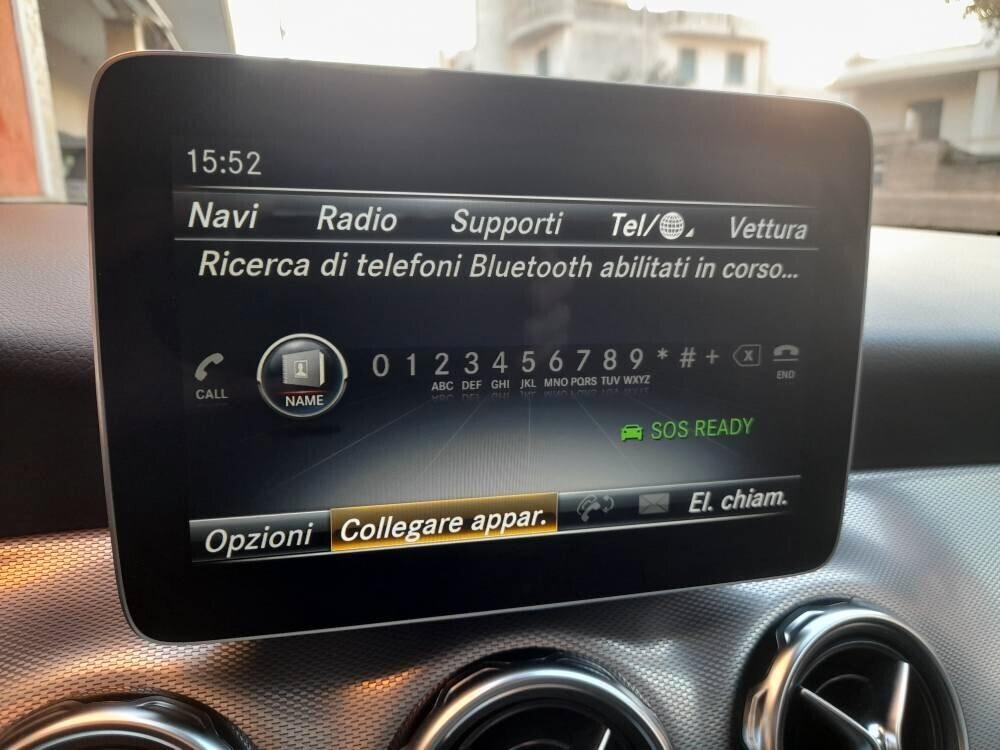 15:52
Navi Radio Supporti Tel/ Vettura
Ricerca di telefoni Bluetooth abilitati in corso...
CALL NAME 0 1 2 3 4 5 6 7 8 9 * # + X END
ABC DEF GHI JKL MNO PQRS TUV WXYZ
SOS READY
Opzioni Collegare appar. El. chiam.